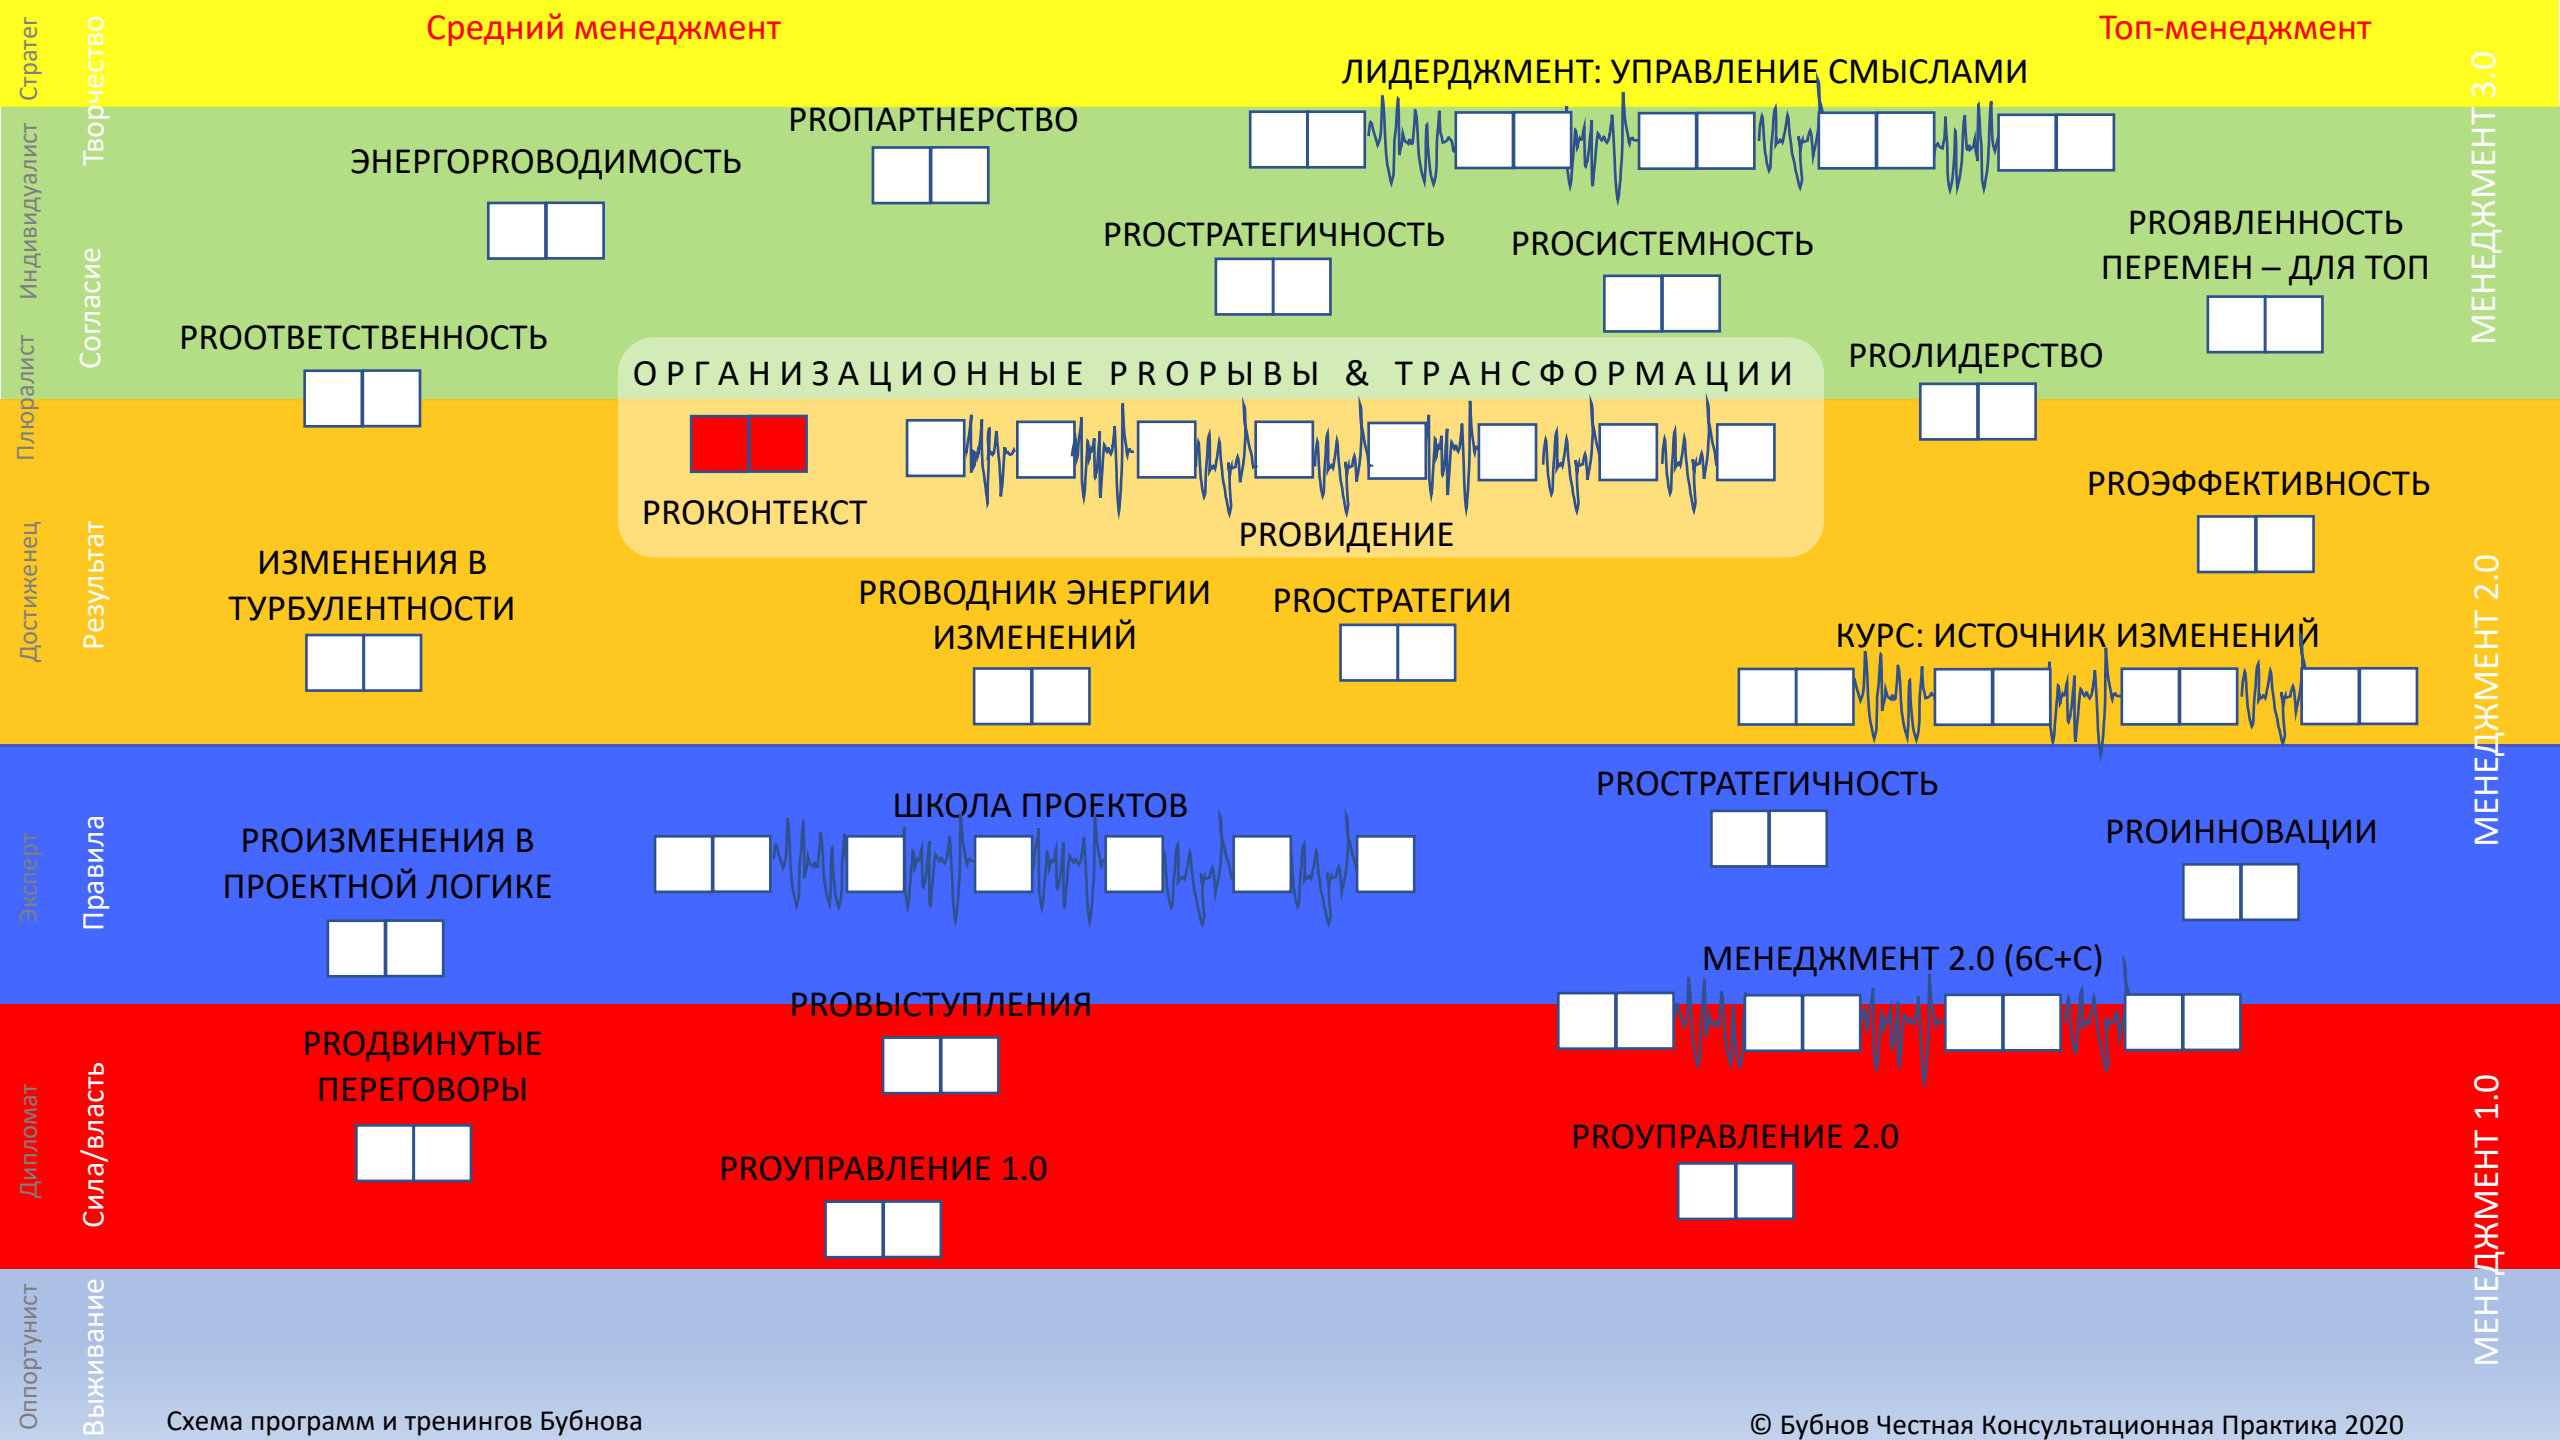 Средний менеджмент
Топ-менеджмент
Стратег
Индивидуалист
Плюралист
Достиженец
Эксперт
Дипломат
Оппортунист
Творчество
Согласие
Результат
Правила
Сила/власть
Выживание
ЛИДЕРДЖМЕНТ: УПРАВЛЕНИЕ СМЫСЛАМИ
PROПАРТНЕРСТВО
ЭНЕРГОPROВОДИМОСТЬ
PROСТРАТЕГИЧНОСТЬ
PROСИСТЕМНОСТЬ
PROЯВЛЕННОСТЬ
ПЕРЕМЕН – ДЛЯ ТОП
PROОТВЕТСТВЕННОСТЬ
ОРГАНИЗАЦИОННЫЕ PROРЫВЫ & ТРАНСФОРМАЦИИ
PROЛИДЕРСТВО
PROКОНТЕКСТ
PROВИДЕНИЕ
PROЭФФЕКТИВНОСТЬ
ИЗМЕНЕНИЯ В
ТУРБУЛЕНТНОСТИ
PROВОДНИК ЭНЕРГИИ
ИЗМЕНЕНИЙ
PROСТРАТЕГИИ
КУРС: ИСТОЧНИК ИЗМЕНЕНИЙ
PROСТРАТЕГИЧНОСТЬ
ШКОЛА ПРОЕКТОВ
PROИЗМЕНЕНИЯ В
ПРОЕКТНОЙ ЛОГИКЕ
PROИННОВАЦИИ
МЕНЕДЖМЕНТ 2.0 (6С+С)
PROВЫСТУПЛЕНИЯ
PROДВИНУТЫЕ
ПЕРЕГОВОРЫ
PROУПРАВЛЕНИЕ 2.0
PROУПРАВЛЕНИЕ 1.0
МЕНЕДЖМЕНТ 3.0
МЕНЕДЖМЕНТ 2.0
МЕНЕДЖМЕНТ 1.0
Схема программ и тренингов Бубнова
© Бубнов Честная Консультационная Практика 2020